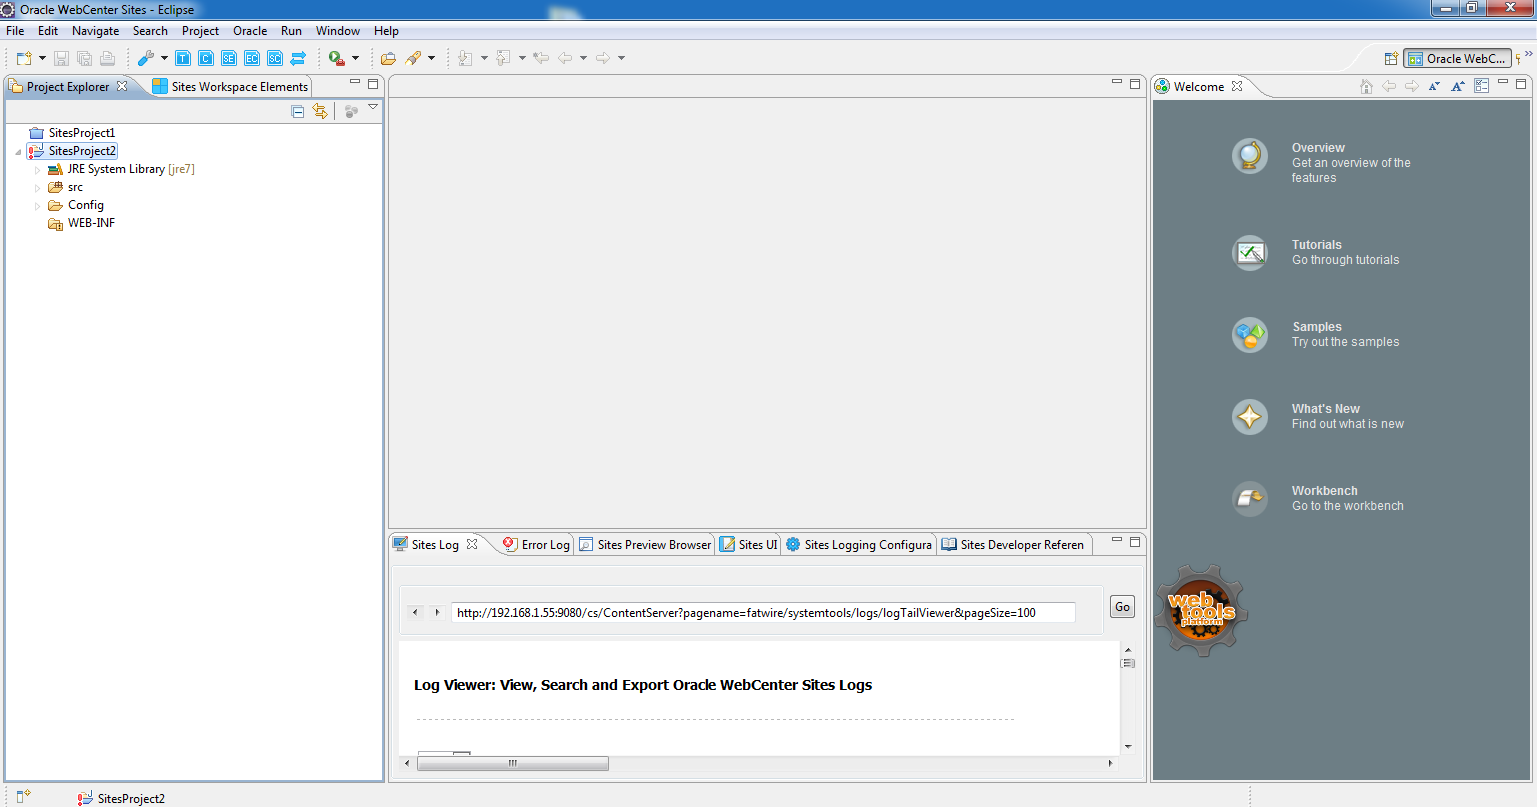 Oracle WebCenter Sites - Eclipse
File Edit Navigate Search Project Oracle Run Window Help
T C SE EC SC
Oracle WebC...
Project Explorer
Sites Workspace Elements
SitesProject1
SitesProject2
JRE System Library [jre7]
src
Config
WEB-INF
Sites Log
Error Log
Sites Preview Browser
Sites UI
Sites Logging Configura
Sites Developer Referen
http://192.168.1.55:9080/cs/ContentServer?pagename=fatwire/systemtools/logs/logTailViewer&pageSize=100
Go
Log Viewer: View, Search and Export Oracle WebCenter Sites Logs
Welcome
Overview
Get an overview of the
features
Tutorials
Go through tutorials
Samples
Try out the samples
What's New
Find out what is new
Workbench
Go to the workbench
web
tools
platform
SitesProject2